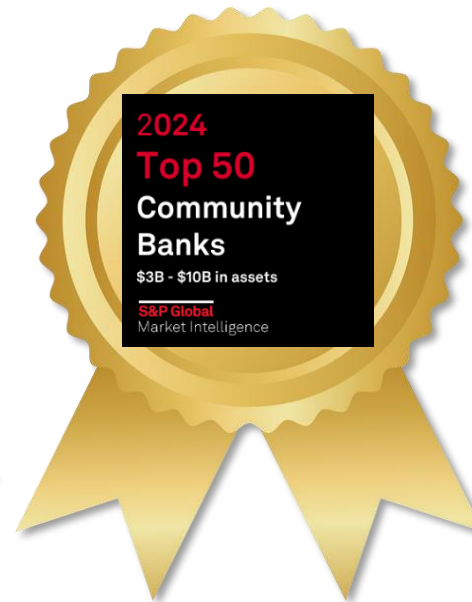 2024
Top 50
Community
Banks
$3B - $10B in assets
S&P Global
Market Intelligence